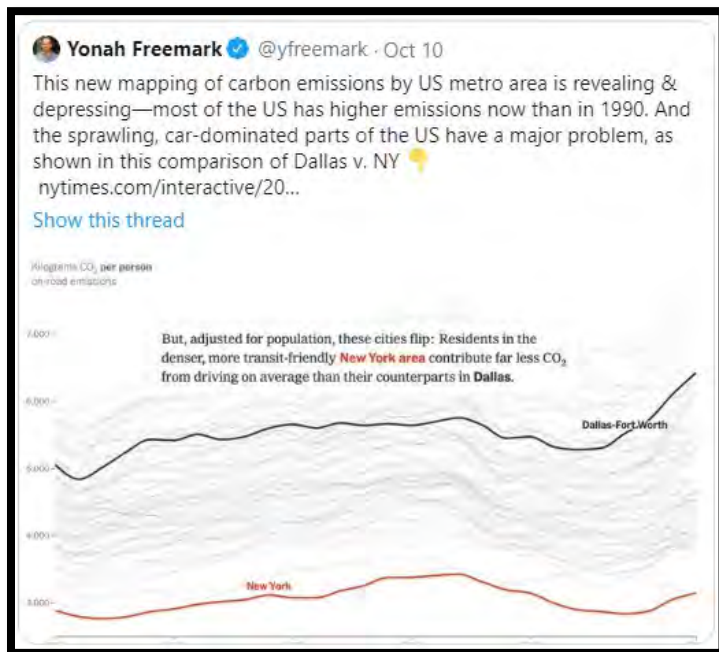 Yonah Freemark @yfreemark · Oct 10
This new mapping of carbon emissions by US metro area is revealing &
depressing—most of the US has higher emissions now than in 1990. And
the sprawling, car-dominated parts of the US have a major problem, as
shown in this comparison of Dallas v. NY 👇
nytimes.com/interactive/20...
Show this thread
Kilograms CO₂ per person
on-road emissions
7,000
But, adjusted for population, these cities flip: Residents in the
denser, more transit-friendly New York area contribute far less CO₂
from driving on average than their counterparts in Dallas.
6,000
Dallas-Fort Worth
5,000
4,000
New York
3,000